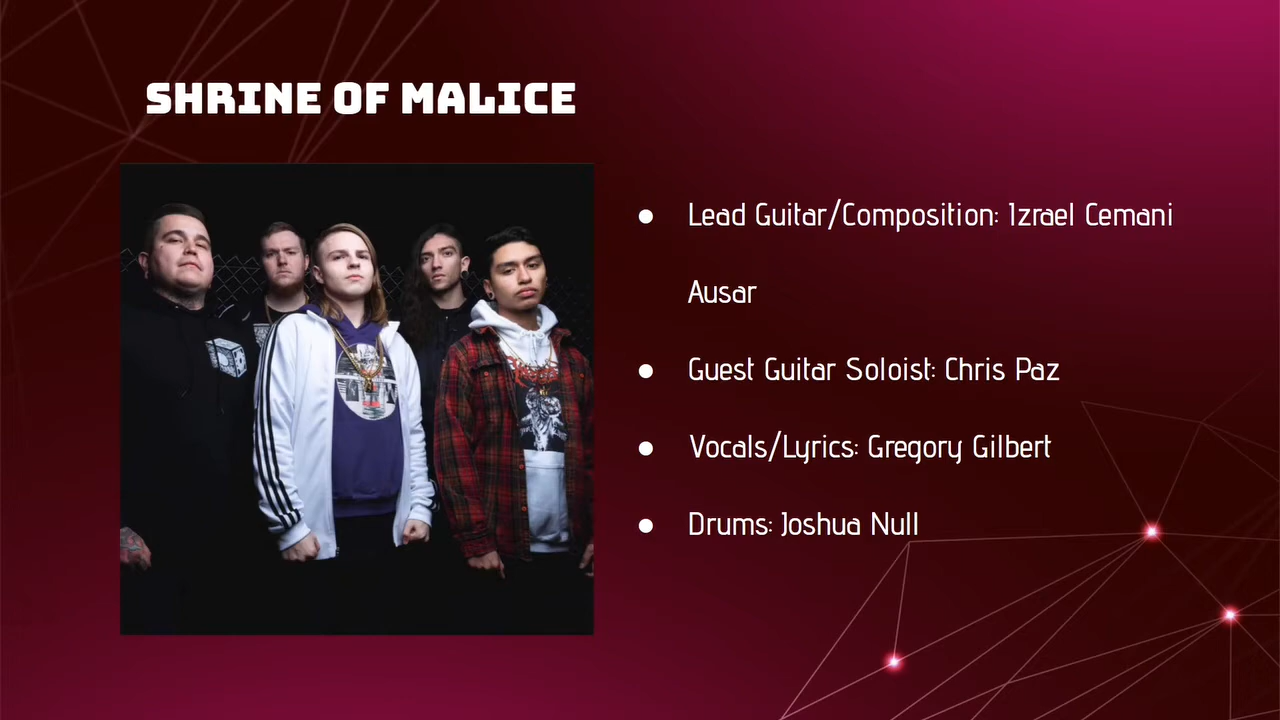 SHRINE OF MALICE
● Lead Guitar/Composition: Izrael Cemani
Ausar
● Guest Guitar Soloist: Chris Paz
● Vocals/Lyrics: Gregory Gilbert
● Drums: Joshua Null